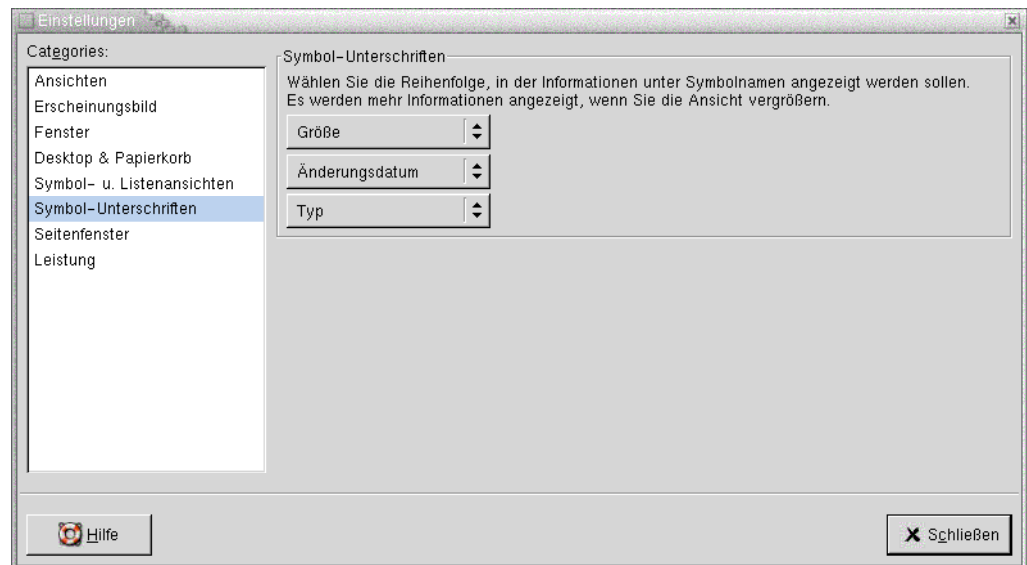 Einstellungen
Categories:
Ansichten
Erscheinungsbild
Fenster
Desktop & Papierkorb
Symbol- u. Listenansichten
Symbol-Unterschriften
Seitenfenster
Leistung
Symbol-Unterschriften
Wählen Sie die Reihenfolge, in der Informationen unter Symbolnamen angezeigt werden sollen.
Es werden mehr Informationen angezeigt, wenn Sie die Ansicht vergrößern.
Größe
Änderungsdatum
Typ
Hilfe
Schließen